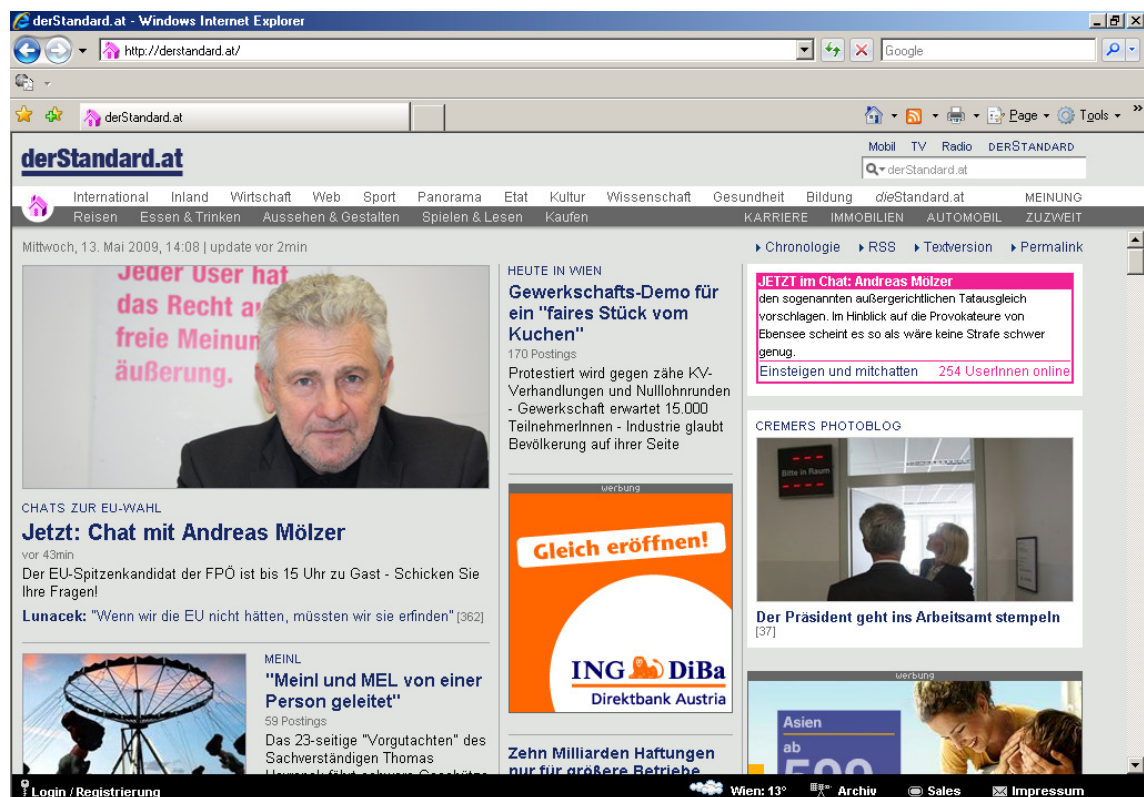 derStandard.at - Windows Internet Explorer
http://derstandard.at/
Google
derStandard.at
Page
Tools
derStandard.at
Mobil TV Radio DERSTANDARD
derStandard.at
International Inland Wirtschaft Web Sport Panorama Etat Kultur Wissenschaft Gesundheit Bildung dieStandard.at MEINUNG
Reisen Essen & Trinken Aussehen & Gestalten Spielen & Lesen Kaufen KARRIERE IMMOBILIEN AUTOMOBIL ZUZWEIT
Mittwoch, 13. Mai 2009, 14:08 | update vor 2min
Chronologie RSS Textversion Permalink
Jeder User hat
das Recht
freie
äußerung.
CHATS ZUR EU-WAHL
Jetzt: Chat mit Andreas Mölzer
vor 43min
Der EU-Spitzenkandidat der FPÖ ist bis 15 Uhr zu Gast - Schicken Sie
Ihre Fragen!
Lunacek: "Wenn wir die EU nicht hätten, müssten wir sie erfinden" [362]
MEINL
"Meinl und MEL von einer
Person geleitet"
59 Postings
Das 23-seitige "Vorgutachten" des
Sachverständigen Thomas
HEUTE IN WIEN
Gewerkschafts-Demo für
ein "faires Stück vom
Kuchen"
170 Postings
Protestiert wird gegen zähe KV-
Verhandlungen und Nulllohnrunden
- Gewerkschaft erwartet 15.000
TeilnehmerInnen - Industrie glaubt
Bevölkerung auf ihrer Seite
werbung
Gleich eröffnen!
ING DiBa
Direktbank Austria
Zehn Milliarden Haftungen
nur für größere Betriebe
JETZT im Chat: Andreas Mölzer
den sogenannten außergerichtlichen Tatausgleich
vorschlagen. Im Hinblick auf die Provokateure von
Ebensee scheint es so als wäre keine Strafe schwer
genug.
Einsteigen und mitchatten 254 UserInnen online
CREMERS PHOTOBLOG
Bitte in Raum
Der Präsident geht ins Arbeitsamt stempeln
[37]
werbung
Asien
ab
599
Login / Registrierung
Wien: 13° Archiv Sales Impressum